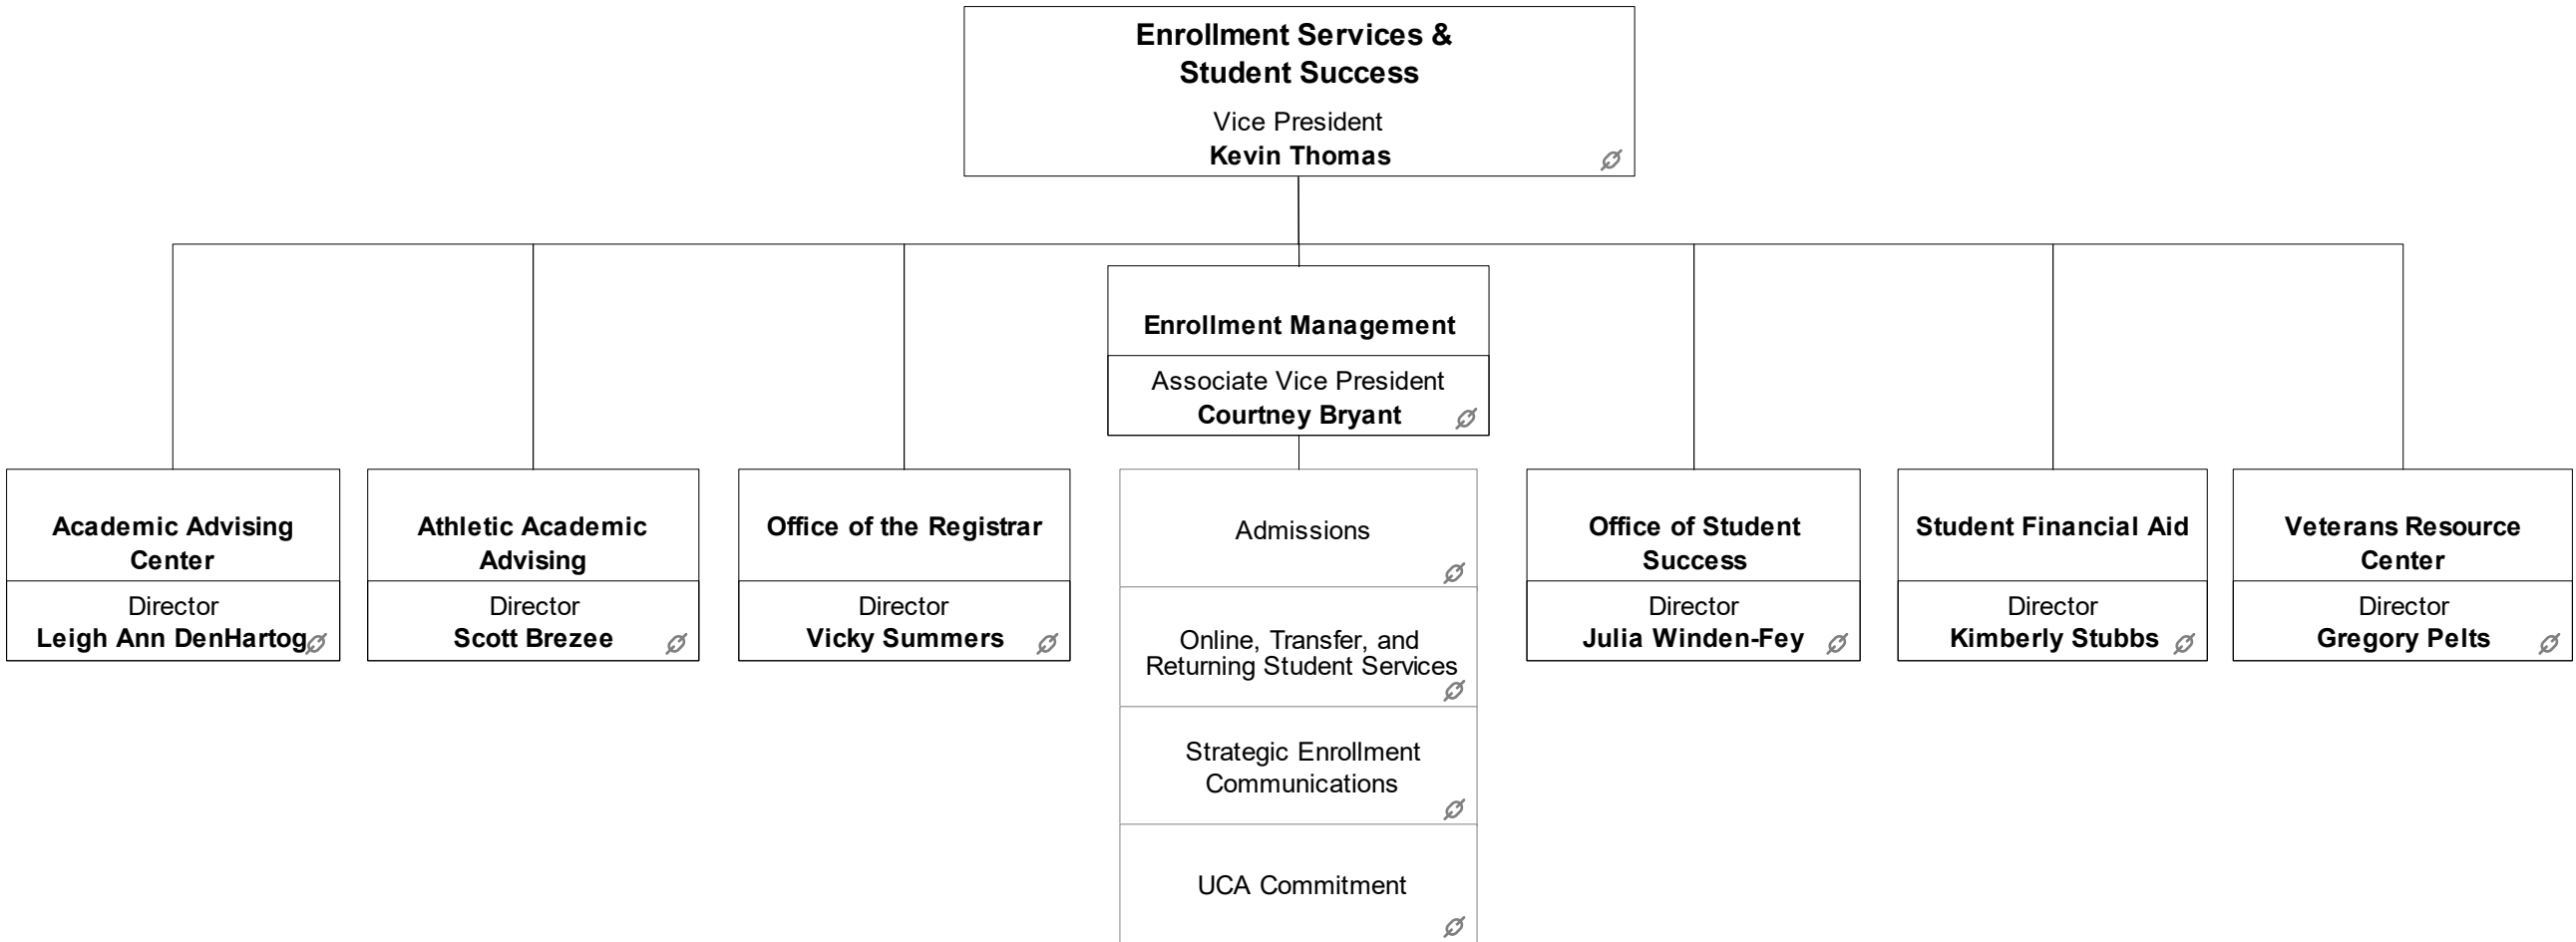 Enrollment Services &
Student Success
Vice President
Kevin Thomas
Enrollment Management
Associate Vice President
Courtney Bryant
Academic Advising
Center
Director
Leigh Ann DenHartog
Athletic Academic
Advising
Director
Scott Brezee
Office of the Registrar
Director
Vicky Summers
Admissions
Online, Transfer, and
Returning Student Services
Strategic Enrollment
Communications
UCA Commitment
Office of Student
Success
Director
Julia Winden-Fey
Student Financial Aid
Director
Kimberly Stubbs
Veterans Resource
Center
Director
Gregory Pelts